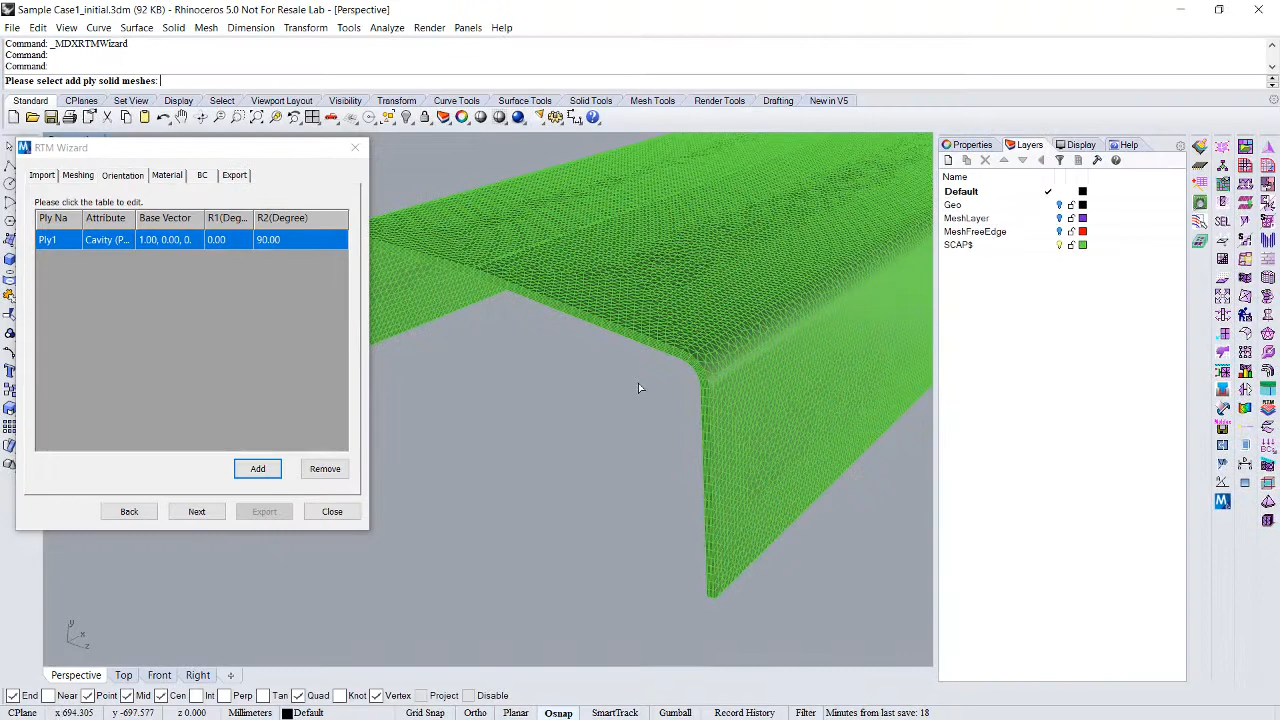 Sample Case1_initial.3dm (92 KB) - Rhinoceros 5.0 Not For Resale Lab - [Perspective]
File Edit View Curve Surface Solid Mesh Dimension Transform Tools Analyze Render Panels Help
Command: _MDXRTMWizard
Command:
Command:
Please select add ply solid meshes:
Standard CPlanes Set View Display Select Viewport Layout Visibility Transform Curve Tools Surface Tools Solid Tools Mesh Tools Render Tools Drafting New in V5
RTM Wizard
Import Meshing Orientation Material BC Export
Please click the table to edit.
Ply Na Attribute Base Vector R1(Deg... R2(Degree)
Ply1 Cavity (P... 1.00, 0.00, 0. 0.00 90.00
Add Remove
Back Next Export Close
Properties Layers Display Help
Name
Default
Geo
MeshLayer
MeshFreeEdge
SCAP$
SEL
RTM
y
x
z
Perspective Top Front Right
End Near Point Mid Cen Int Perp Tan Quad Knot Vertex Project Disable
CPlane x 694.305 y -697.577 z 0.000 Millimeters Default Grid Snap Ortho Planar Osnap SmartTrack Gumball Record History Filter Minutes from last save: 18